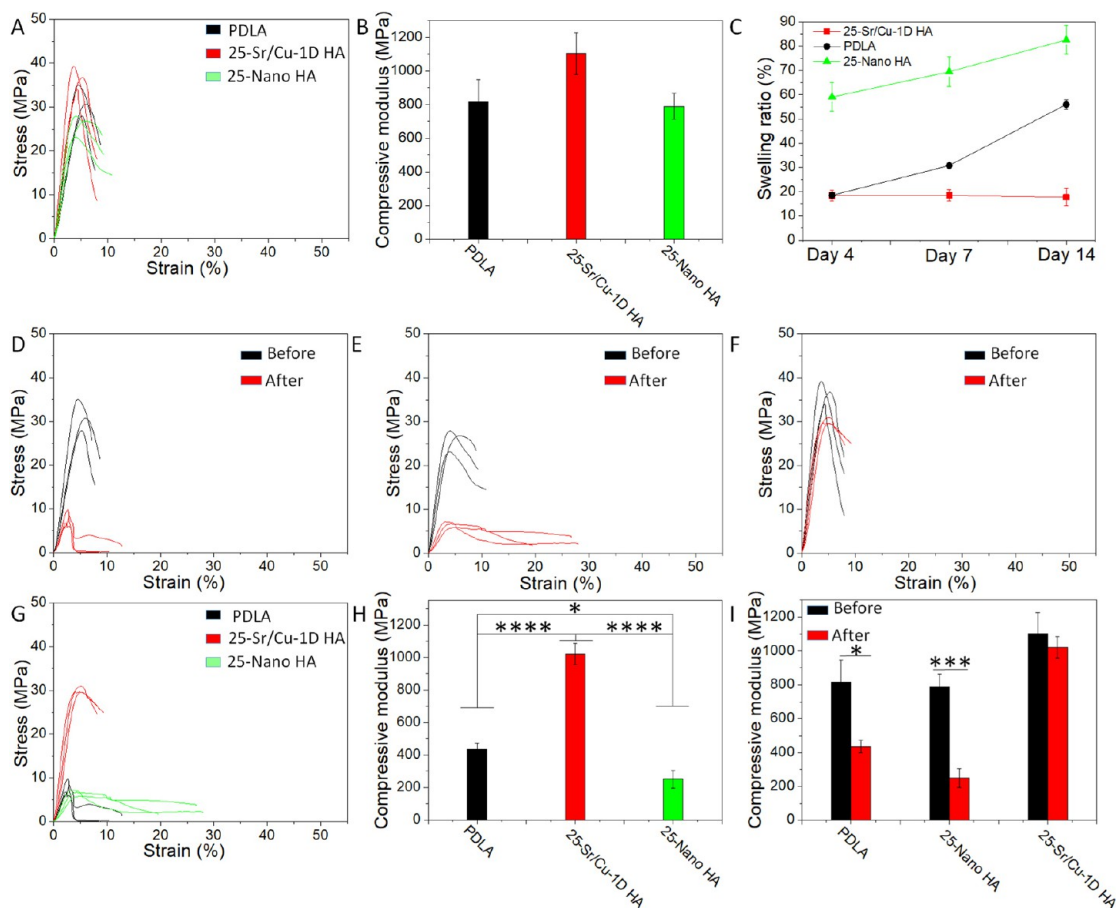 A
Stress (MPa)
50
40
30
20
10
0
PDLA
25-Sr/Cu-1D HA
25-Nano HA
0 10 20 30 40 50
Strain (%)
B
Compressive modulus (MPa)
1200
1000
800
600
400
200
0
PDLA
25-Sr/Cu-1D HA
25-Nano HA
C
Swelling ratio (%)
90
80
70
60
50
40
30
20
10
0
25-Sr/Cu-1D HA
PDLA
25-Nano HA
Day 4 Day 7 Day 14
D
Stress (MPa)
50
40
30
20
10
0
Before
After
0 10 20 30 40 50
Strain (%)
E
Stress (MPa)
50
40
30
20
10
0
Before
After
0 10 20 30 40 50
Strain (%)
F
Stress (MPa)
50
40
30
20
10
0
Before
After
0 10 20 30 40 50
Strain (%)
G
Stress (MPa)
50
40
30
20
10
0
PDLA
25-Sr/Cu-1D HA
25-Nano HA
0 10 20 30 40 50
Strain (%)
H
Compressive modulus (MPa)
1200
1000
800
600
400
200
0
*
**** ****
PDLA
25-Sr/Cu-1D HA
25-Nano HA
I
Compressive modulus (MPa)
1200
1000
800
600
400
200
0
Before
After
*
***
PDLA
25-Nano HA
25-Sr/Cu-1D HA